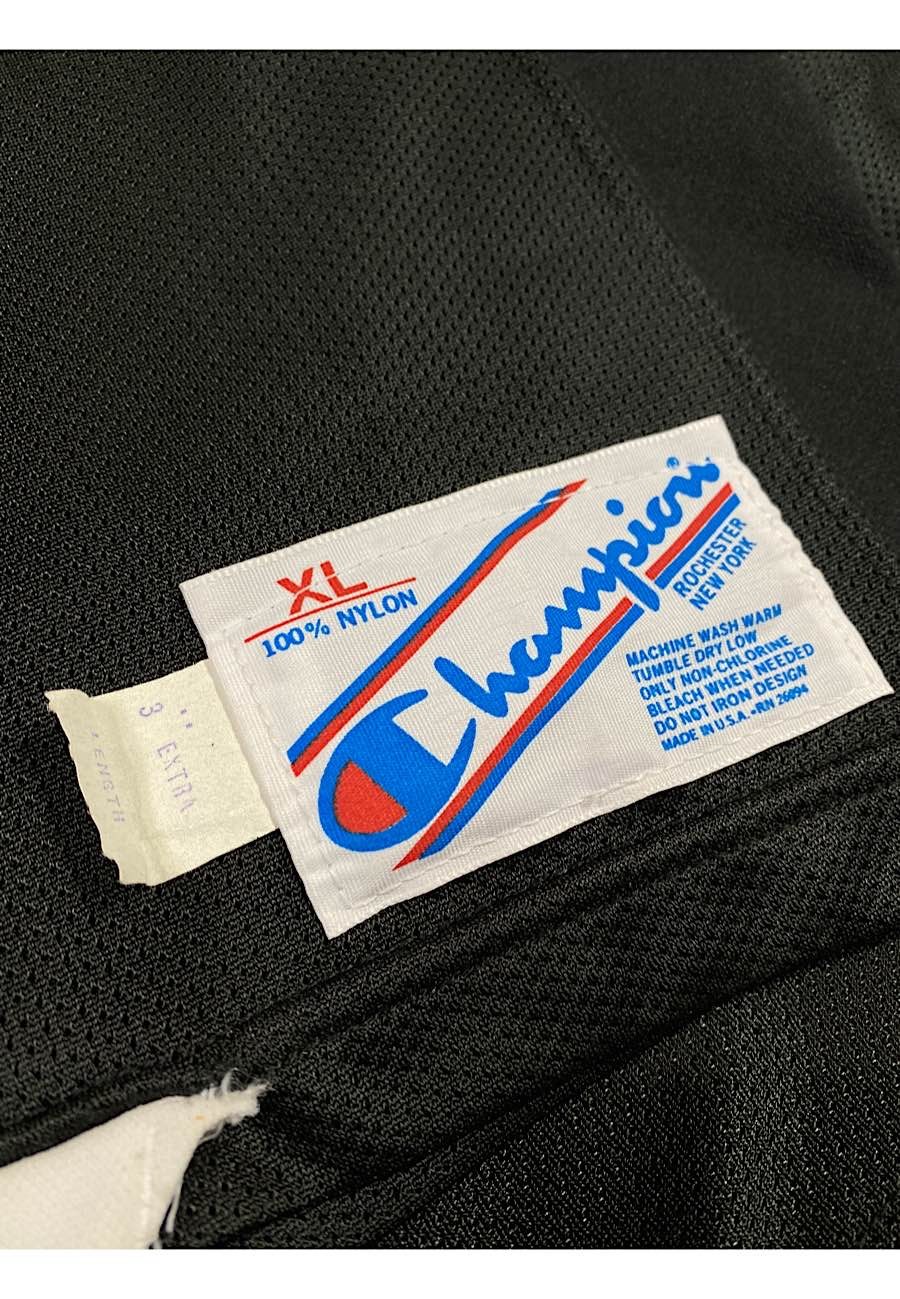 XL
100% NYLON
Champion®
ROCHESTER
NEW YORK
MACHINE WASH WARM
TUMBLE DRY LOW
ONLY NON-CHLORINE
BLEACH WHEN NEEDED
DO NOT IRON DESIGN
MADE IN U.S.A. • RN 26094
3" EXTRA
LENGTH